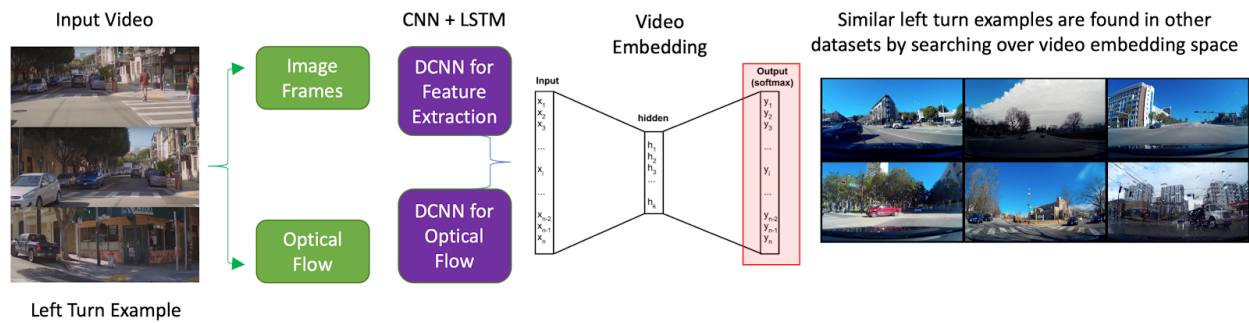 Input Video
Left Turn Example
Image
Frames
Optical
Flow
CNN + LSTM
DCNN for
Feature
Extraction
DCNN for
Optical
Flow
Video
Embedding
Input
x1
x2
x3
...
xi
...
xn-2
xn-1
xn
hidden
h1
h2
h3
...
hk
Output
(softmax)
y1
y2
y3
...
yi
...
yn-2
yn-1
yn
Similar left turn examples are found in other
datasets by searching over video embedding space